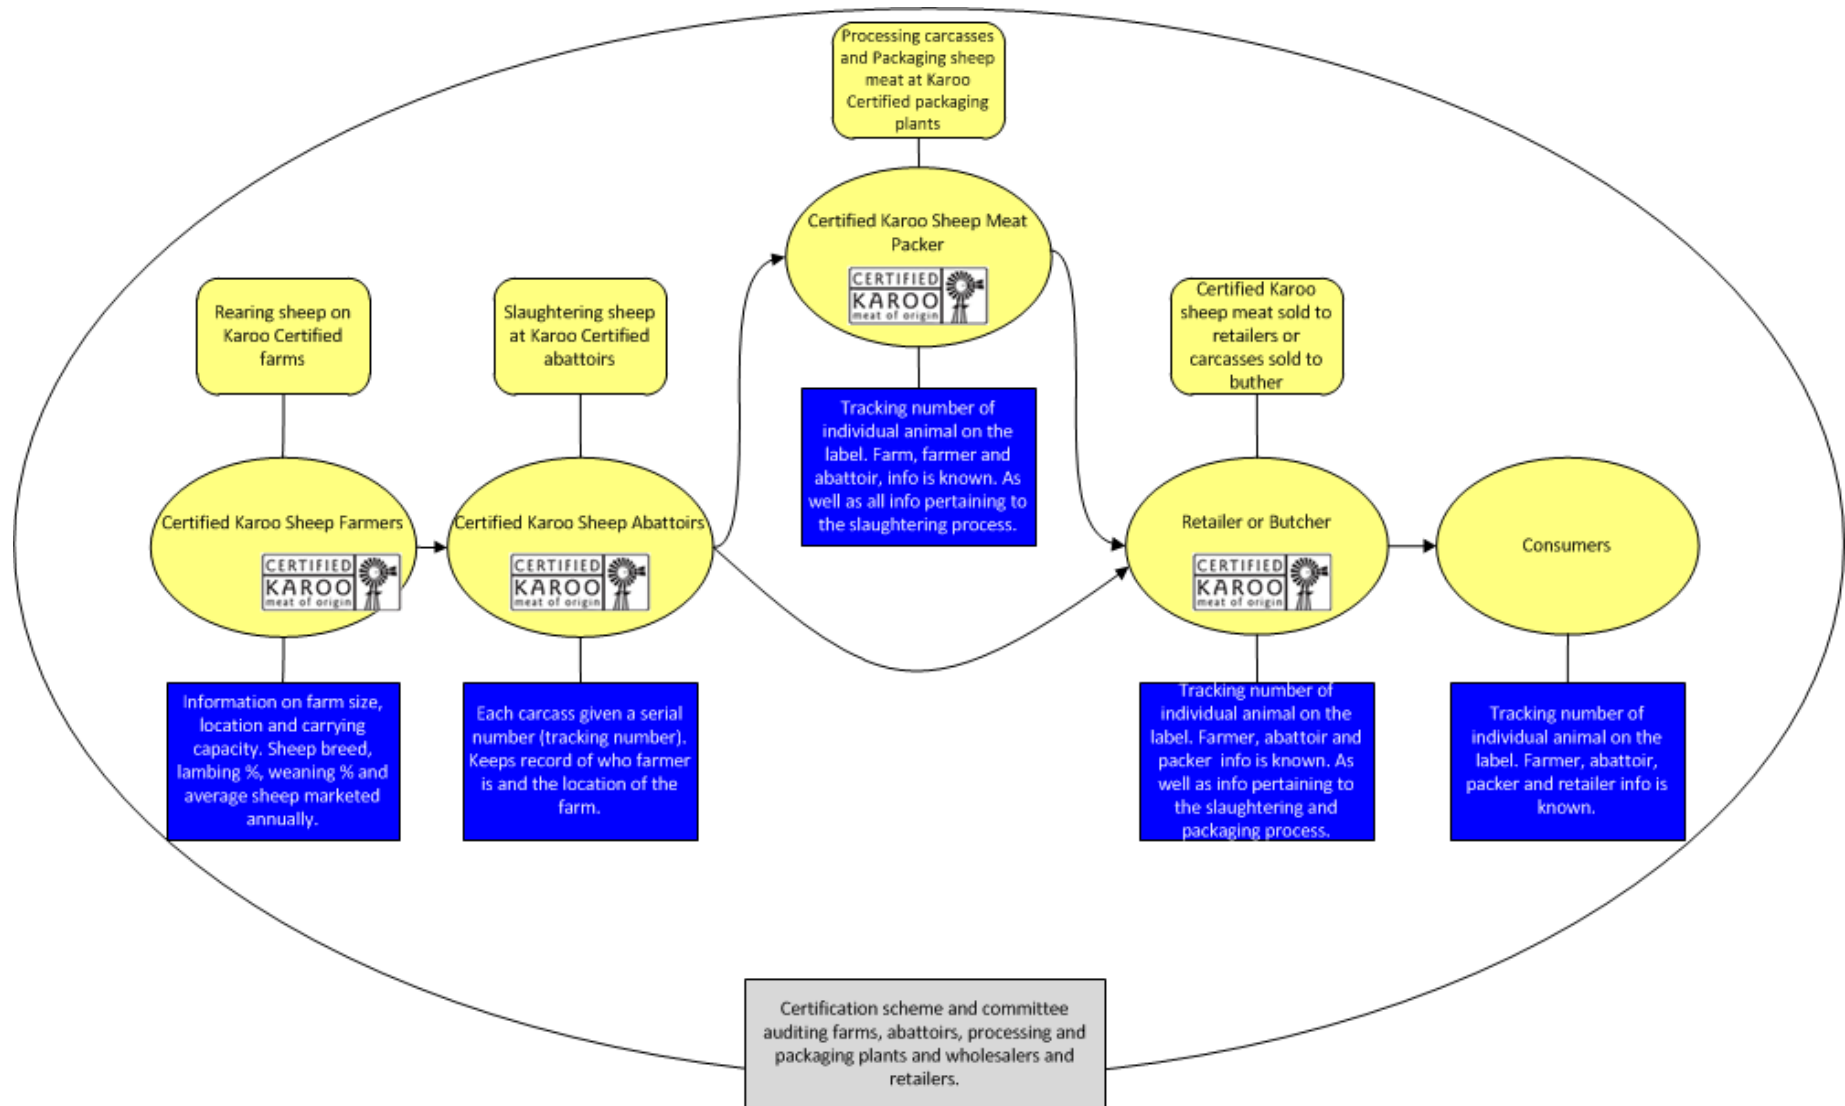 Processing carcasses
and Packaging sheep
meat at Karoo
Certified packaging
plants
Certified Karoo Sheep Meat
Packer
CERTIFIED
KAROO
meat of origin
Rearing sheep on
Karoo Certified
farms
Slaughtering sheep
at Karoo Certified
abattoirs
Certified Karoo
sheep meat sold to
retailers or
carcasses sold to
buther
Tracking number of
individual animal on the
label. Farm, farmer and
abattoir, info is known. As
well as all info pertaining to
the slaughtering process.
Certified Karoo Sheep Farmers
CERTIFIED
KAROO
meat of origin
Certified Karoo Sheep Abattoirs
CERTIFIED
KAROO
meat of origin
Retailer or Butcher
CERTIFIED
KAROO
meat of origin
Consumers
Information on farm size,
location and carrying
capacity. Sheep breed,
lambing %, weaning % and
average sheep marketed
annually.
Each carcass given a serial
number (tracking number).
Keeps record of who farmer
is and the location of the
farm.
Tracking number of
individual animal on the
label. Farmer, abattoir and
packer info is known. As
well as info pertaining to
the slaughtering and
packaging process.
Tracking number of
individual animal on the
label. Farmer, abattoir,
packer and retailer info is
known.
Certification scheme and committee
auditing farms, abattoirs, processing and
packaging plants and wholesalers and
retailers.